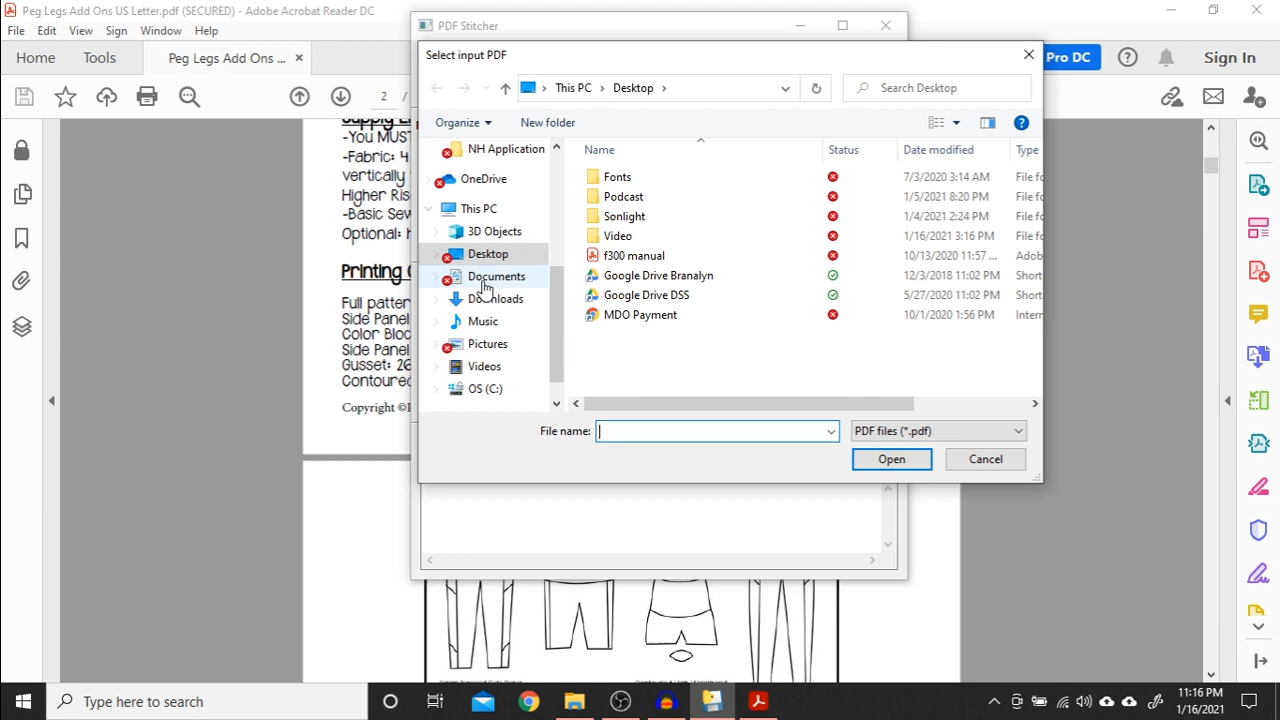 Peg Legs Add Ons US Letter.pdf (SECURED) - Adobe Acrobat Reader DC
File Edit View Sign Window Help
Home Tools Peg Legs Add Ons ... Pro DC Sign In
2 /
PDF Stitcher
Select input PDF
This PC Desktop
Search Desktop
Organize New folder
Name Status Date modified Type
NH Application
OneDrive
This PC
3D Objects
Desktop
Documents
Downloads
Music
Pictures
Videos
OS (C:)
Fonts 7/3/2020 3:14 AM File fo
Podcast 1/5/2021 8:20 PM File fo
Sonlight 1/4/2021 2:24 PM File fo
Video 1/16/2021 3:16 PM File fo
f300 manual 10/13/2020 11:57 ... Adob
Google Drive Branalyn 12/3/2018 11:02 PM Short
Google Drive DSS 5/27/2020 11:02 PM Short
MDO Payment 10/1/2020 1:56 PM Intern
File name: PDF files (*.pdf)
Open Cancel
-You MUST
-Fabric: 4
vertically
Higher Ris
-Basic Sew
Optional: h
Printing
Full patter
Side Panel
Color Bloc
Side Panel
Gusset: 26
Contoured
Copyright ©
Type here to search
11:16 PM
1/16/2021